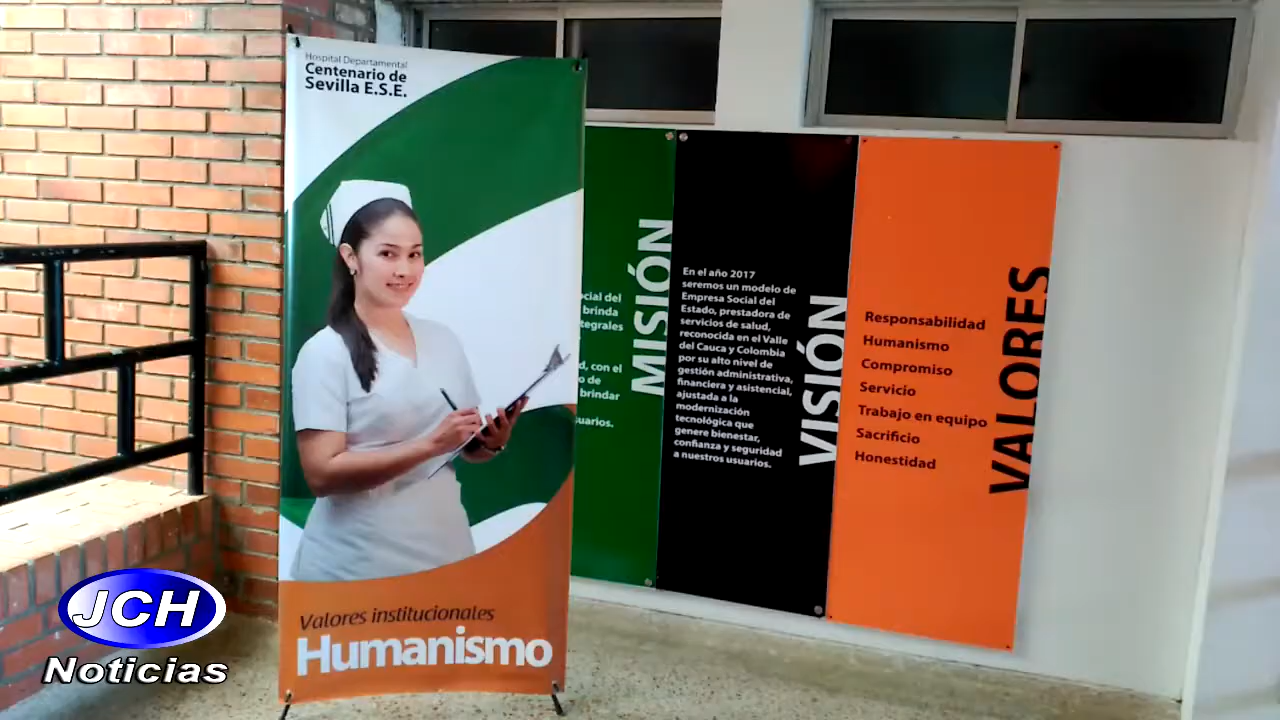 Hospital Departamental
Centenario de
Sevilla E.S.E.
Valores institucionales
Humanismo
MISIÓN
cial del
brinda
tegrales
d, con el
o de
brindar
uarios.
VISIÓN
En el año 2017
seremos un modelo de
Empresa Social del
Estado, prestadora de
servicios de salud,
reconocida en el Valle
del Cauca y Colombia
por su alto nivel de
gestión administrativa,
financiera y asistencial,
ajustada a la
modernización
tecnológica que
genere bienestar,
confianza y seguridad
a nuestros usuarios.
VALORES
Responsabilidad
Humanismo
Compromiso
Servicio
Trabajo en equipo
Sacrificio
Honestidad
JCH
Noticias